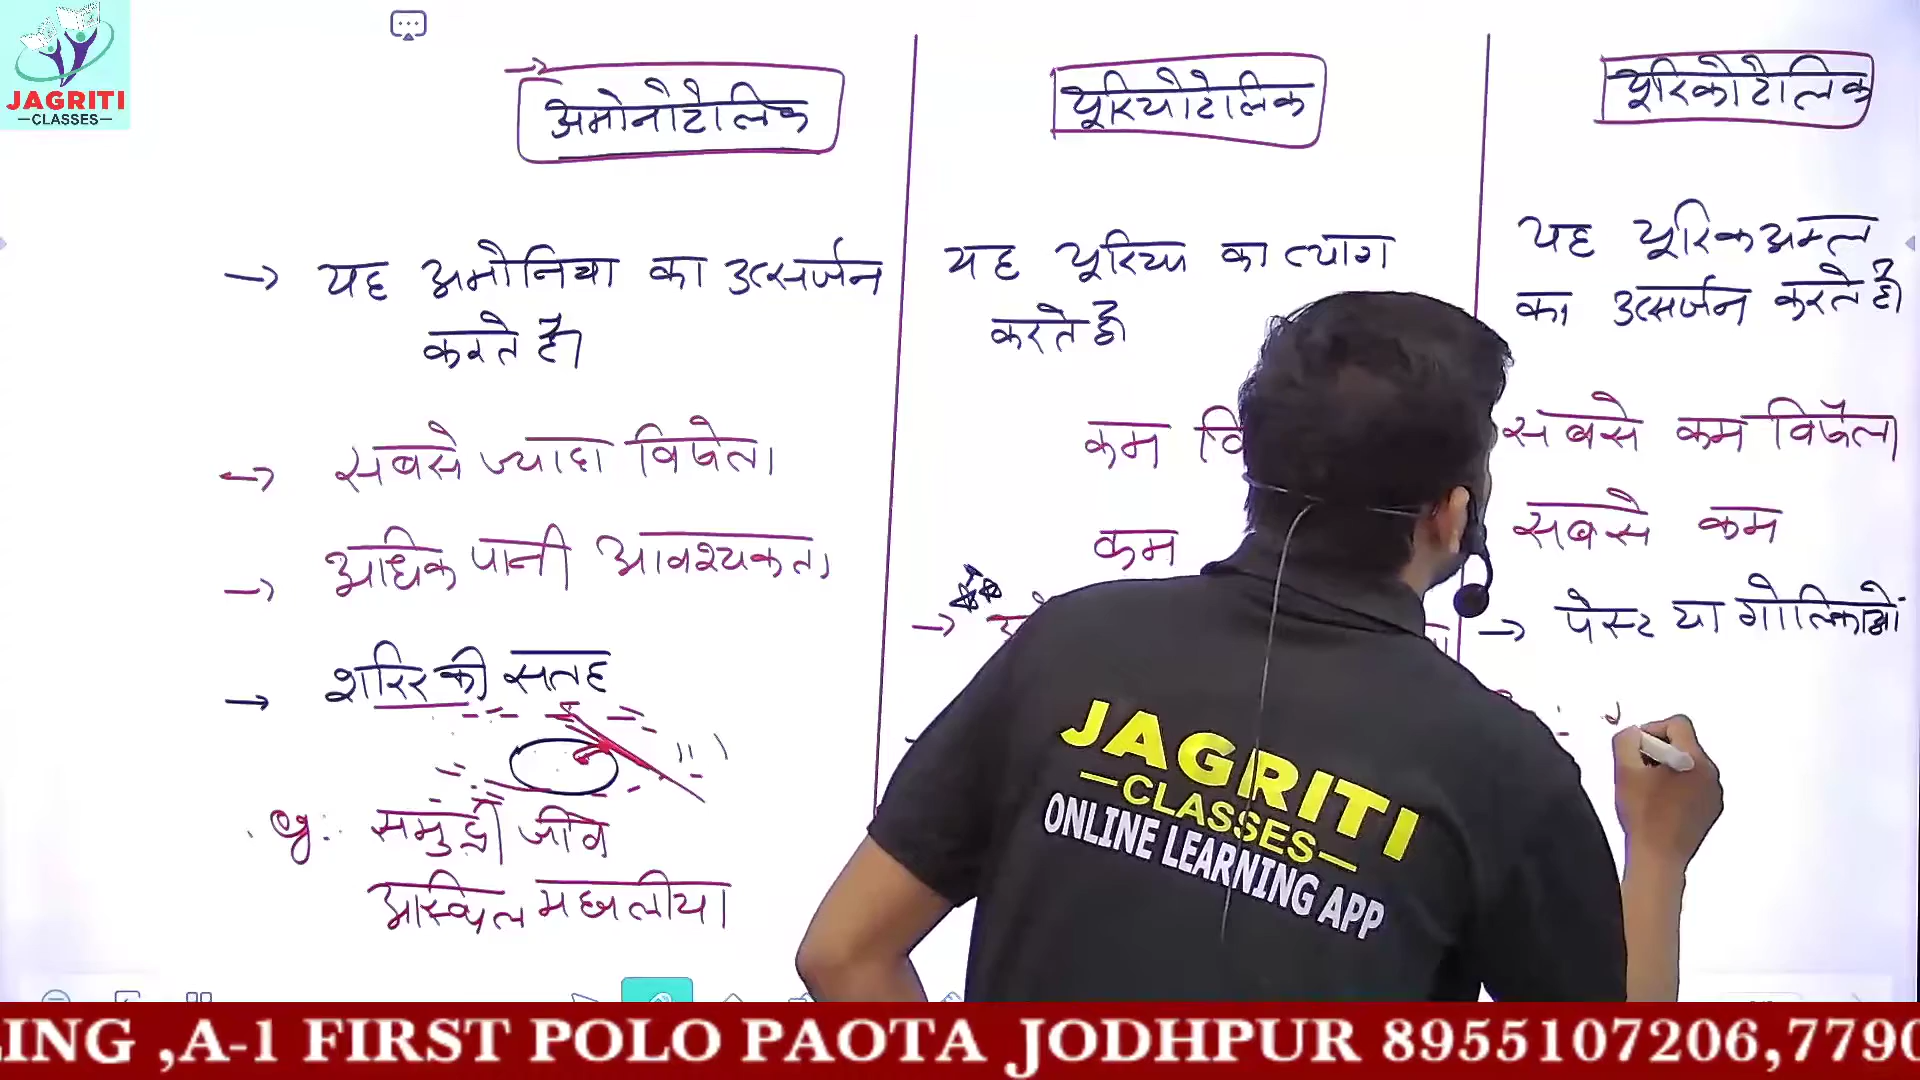 JAGRITI
CLASSES
अमोनोटेलिक
यूरियोटेलिक
यूरिकोटेलिक
→ यह अमोनिया का उत्सर्जन
करते है।
→ सबसे ज्यादा विषेला
→ अधिक पानी आवश्यकता
→ शरिर की सतह
eg: समुद्री जीव
अस्थिल मछलीया
यह यूरिया का त्याग
करते है।
कम
कम
यह यूरिक अम्ल
का उत्सर्जन करते है।
सबसे कम विषेला
सबसे कम
→ पेस्ट या गोलिकाओं
JAGRITI
CLASSES
ONLINE LEARNING APP
LING ,A-1 FIRST POLO PAOTA JODHPUR 8955107206,7790